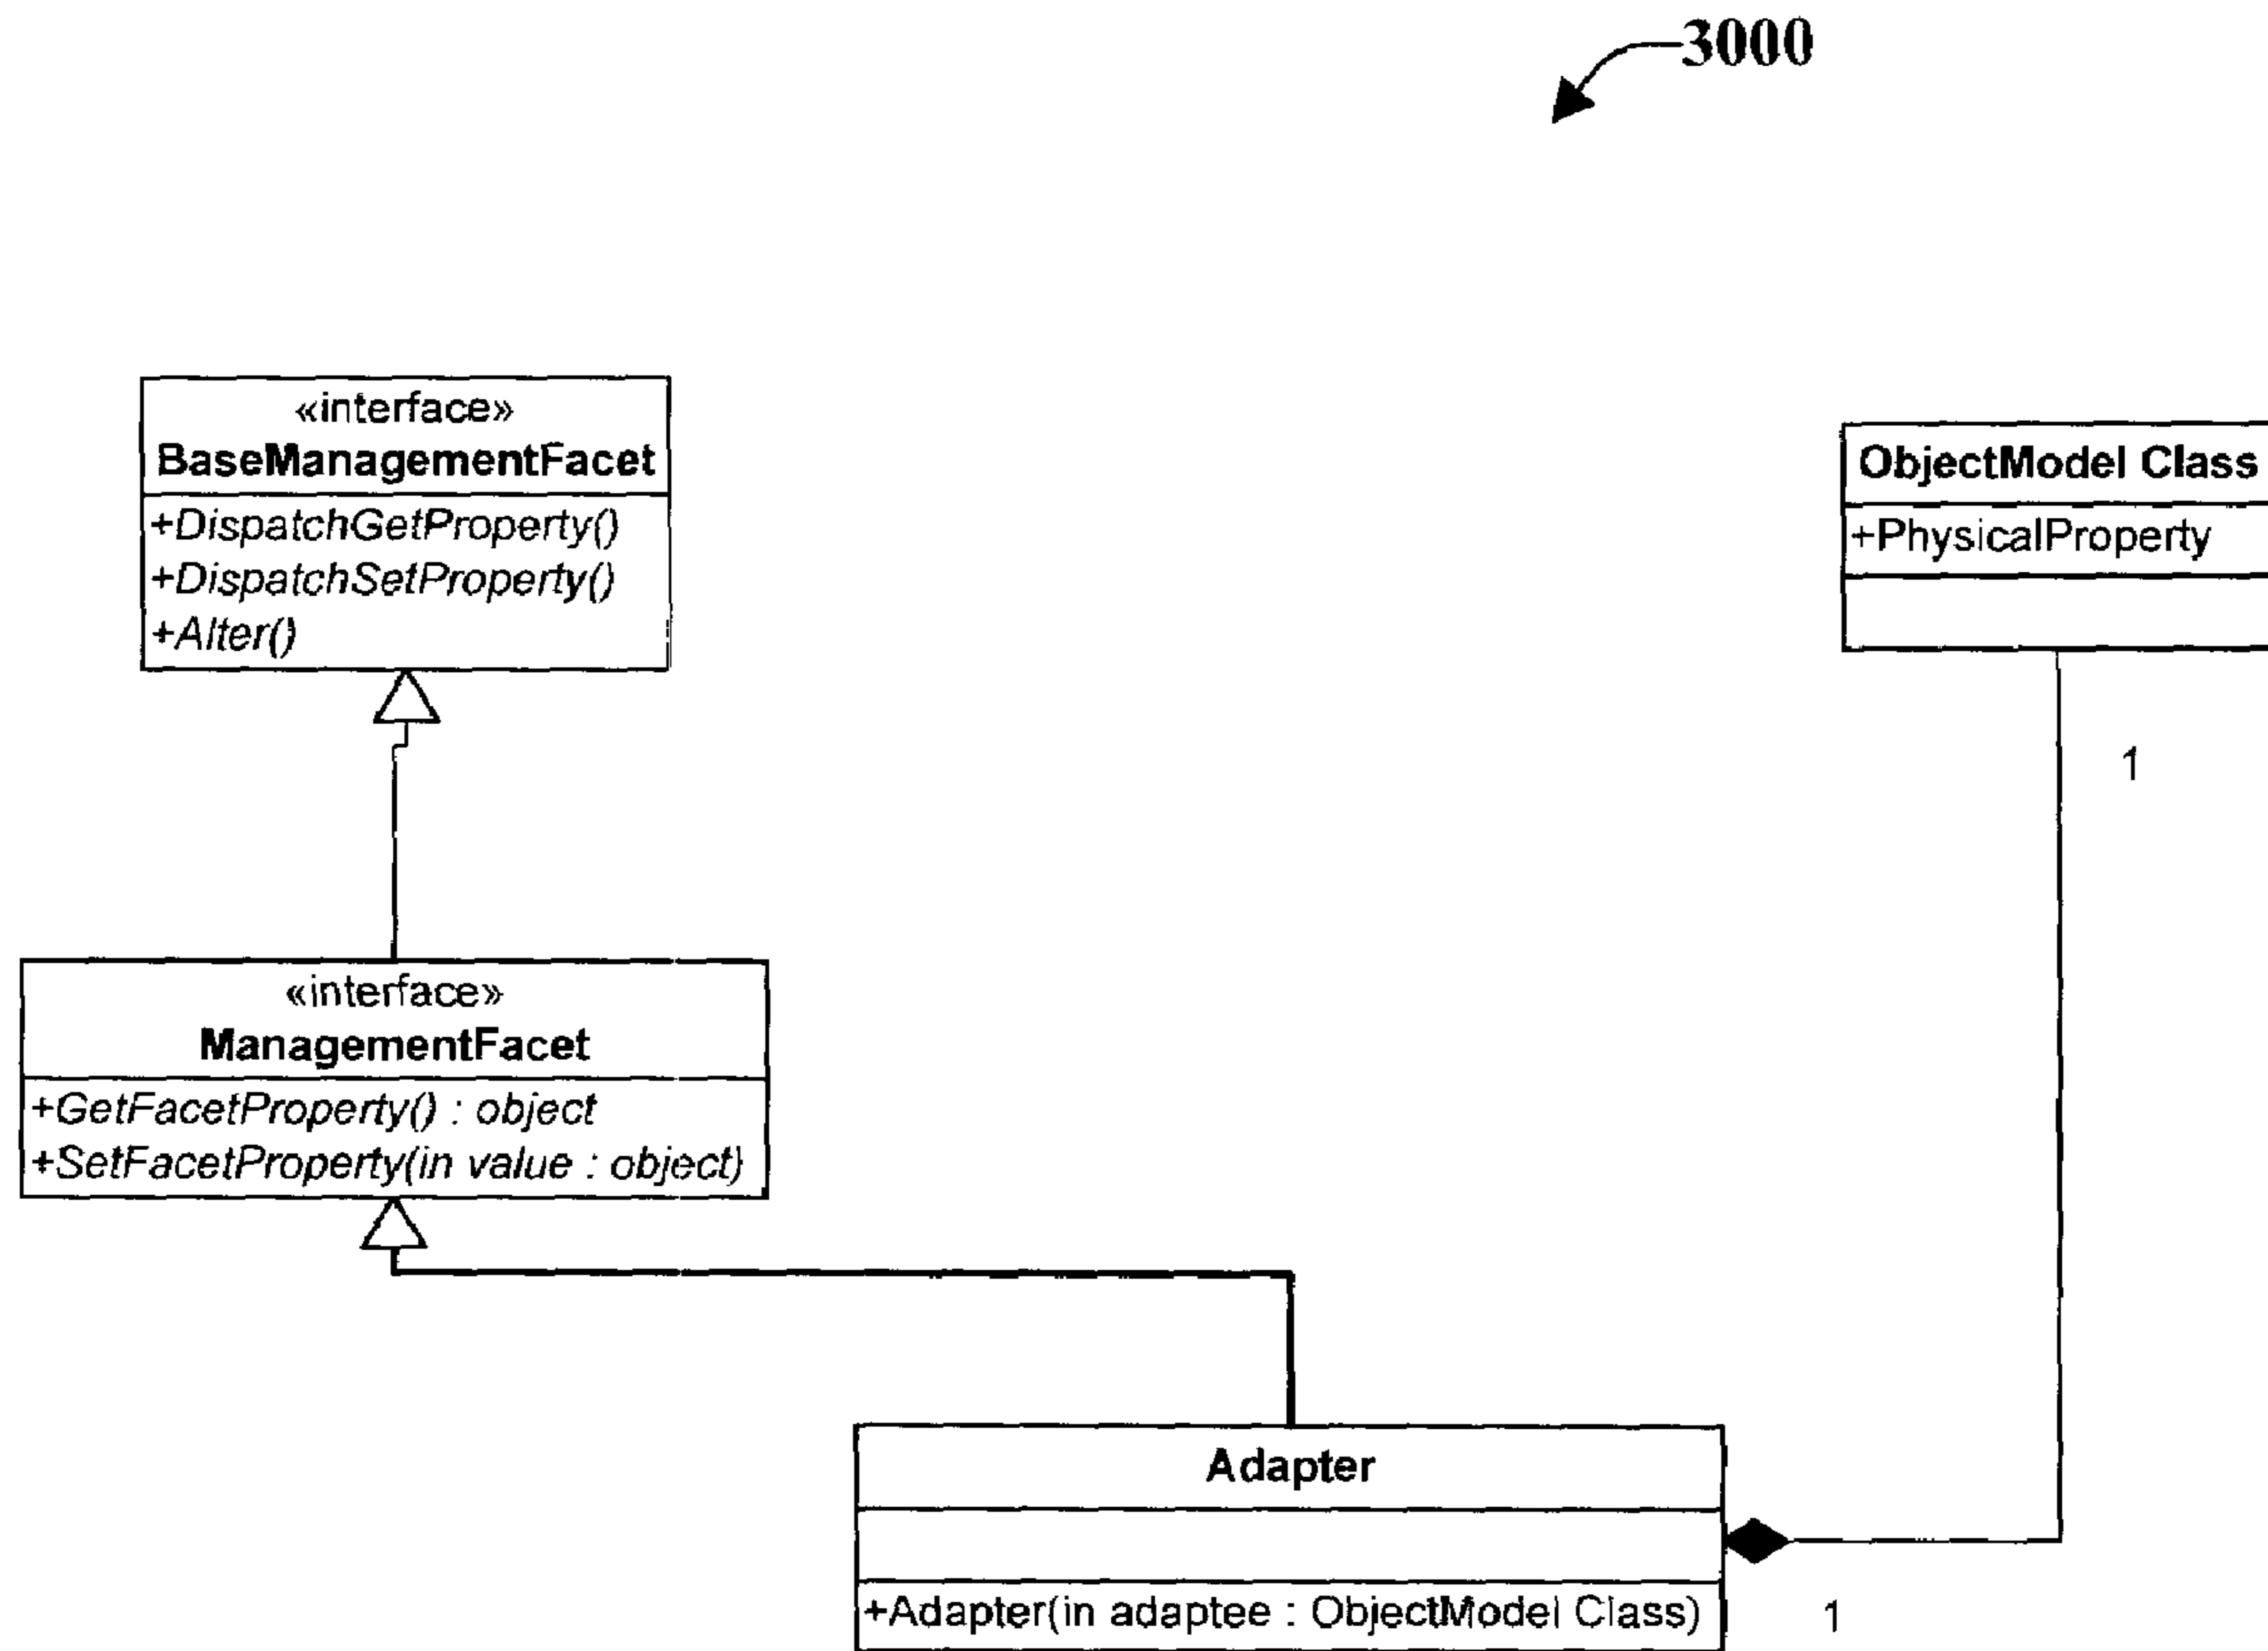 3000
«interface»
BaseManagementFacet
+DispatchGetProperty()
+DispatchSetProperty()
+Alter()
ObjectModel Class
+PhysicalProperty
1
«interface»
ManagementFacet
+GetFacetProperty() : object
+SetFacetProperty(in value : object)
Adapter
+Adapter(in adaptee : ObjectModel Class)
1